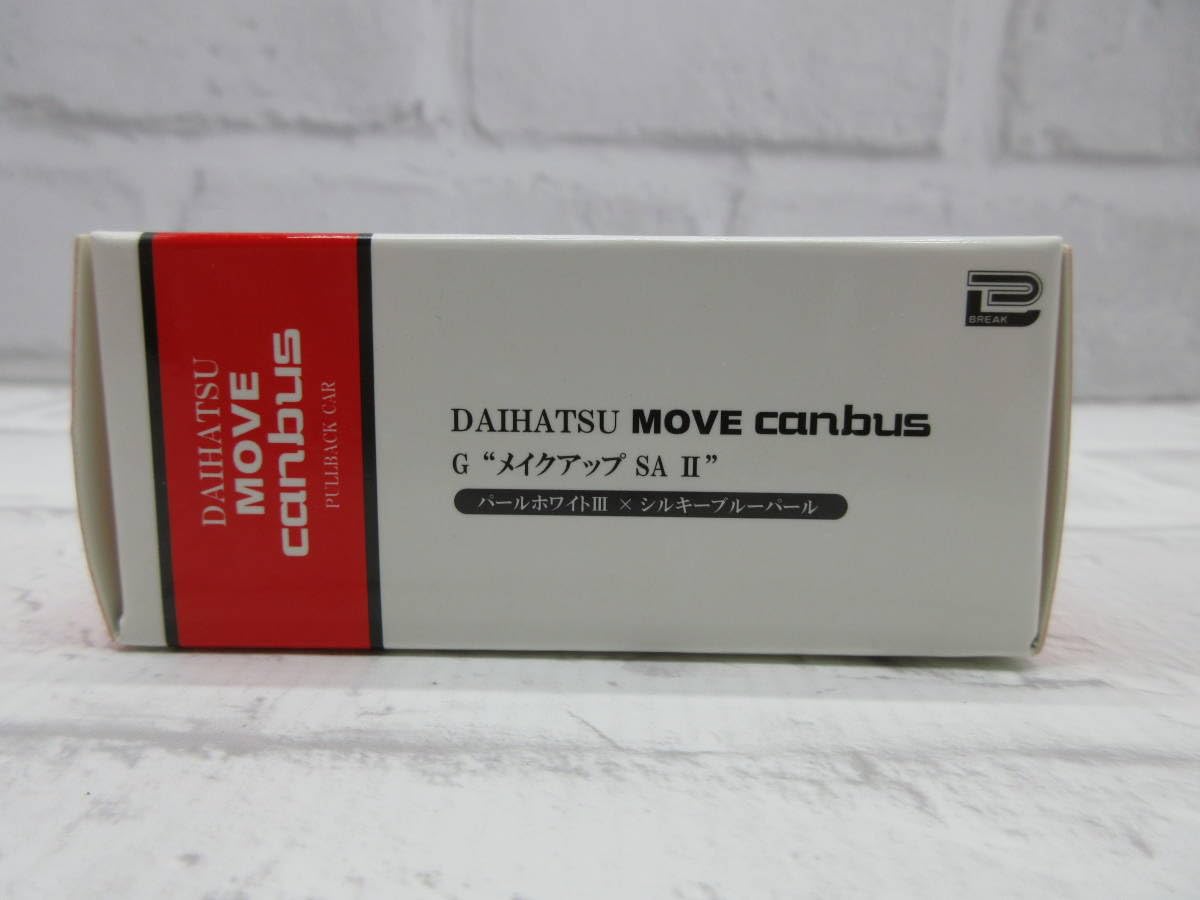 DAIHATSU
MOVE
canbus
PULLBACK CAR
BREAK
DAIHATSU MOVE canbus
G “メイクアップ SA Ⅱ”
パールホワイトⅢ × シルキーブルーパール